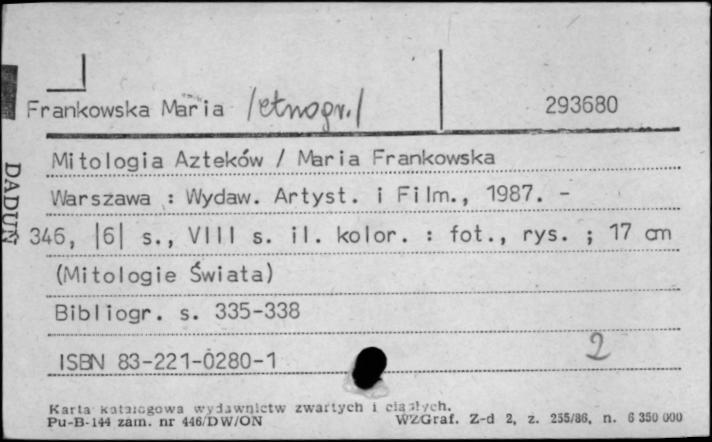 Frankowska Maria /etnogr./ 293680
Mitologia Azteków / Maria Frankowska
Warszawa : Wydaw. Artyst. i Film., 1987. -
346, |6| s., VIII s. il. kolor. : fot., rys. ; 17 cm
(Mitologie Świata)
Bibliogr. s. 335-338
ISBN 83-221-0280-1
2
DADUN
Karta katalogowa wydawnictw zwartych i ciągłych.
Pu-B-144 zam. nr 446/DW/ON WZGraf. Z-d 2, z. 255/86, n. 6 350 000